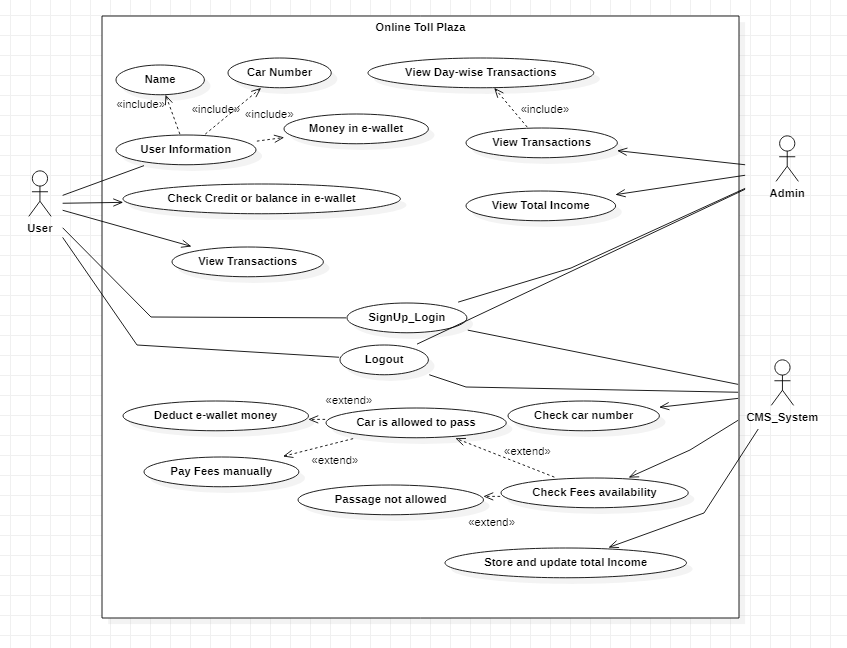 Online Toll Plaza
Name
Car Number
View Day-wise Transactions
«include»
«include»
«include»
«include»
Money in e-wallet
User Information
View Transactions
Check Credit or balance in e-wallet
View Total Income
Admin
User
View Transactions
SignUp_Login
Logout
«extend»
Deduct e-wallet money
Car is allowed to pass
Check car number
CMS_System
«extend»
«extend»
Pay Fees manually
Passage not allowed
Check Fees availability
«extend»
Store and update total Income